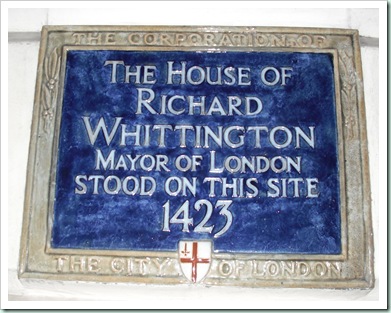 THE CORPORATION OF
THE HOUSE OF
RICHARD
WHITTINGTON
MAYOR OF LONDON
STOOD ON THIS SITE
1423
THE CITY OF LONDON